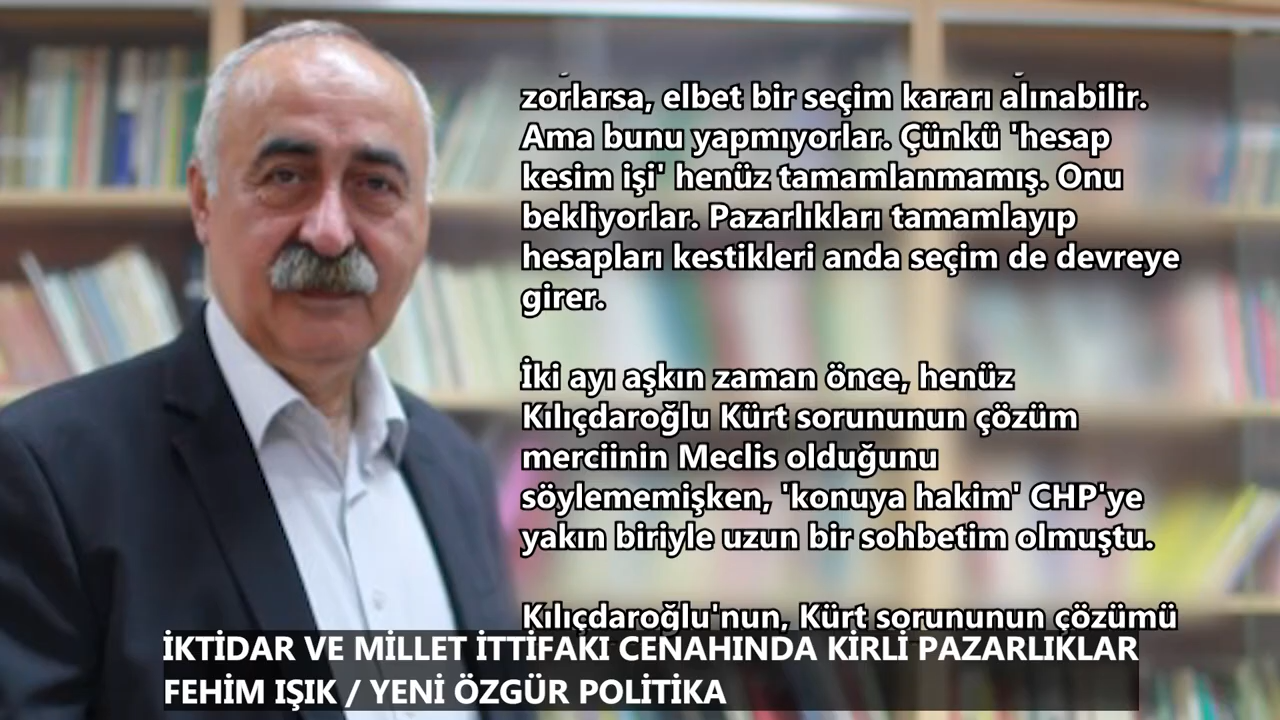 zorlarsa, elbet bir seçim kararı alınabilir.
Ama bunu yapmıyorlar. Çünkü 'hesap
kesim işi' henüz tamamlanmamış. Onu
bekliyorlar. Pazarlıkları tamamlayıp
hesapları kestikleri anda seçim de devreye
girer.
İki ayı aşkın zaman önce, henüz
Kılıçdaroğlu Kürt sorununun çözüm
merciinin Meclis olduğunu
söylememişken, 'konuya hakim' CHP'ye
yakın biriyle uzun bir sohbetim olmuştu.
Kılıçdaroğlu'nun, Kürt sorununun çözümü
İKTİDAR VE MİLLET İTTİFAKI CENAHINDA KİRLİ PAZARLIKLAR
FEHİM IŞIK / YENİ ÖZGÜR POLİTİKA